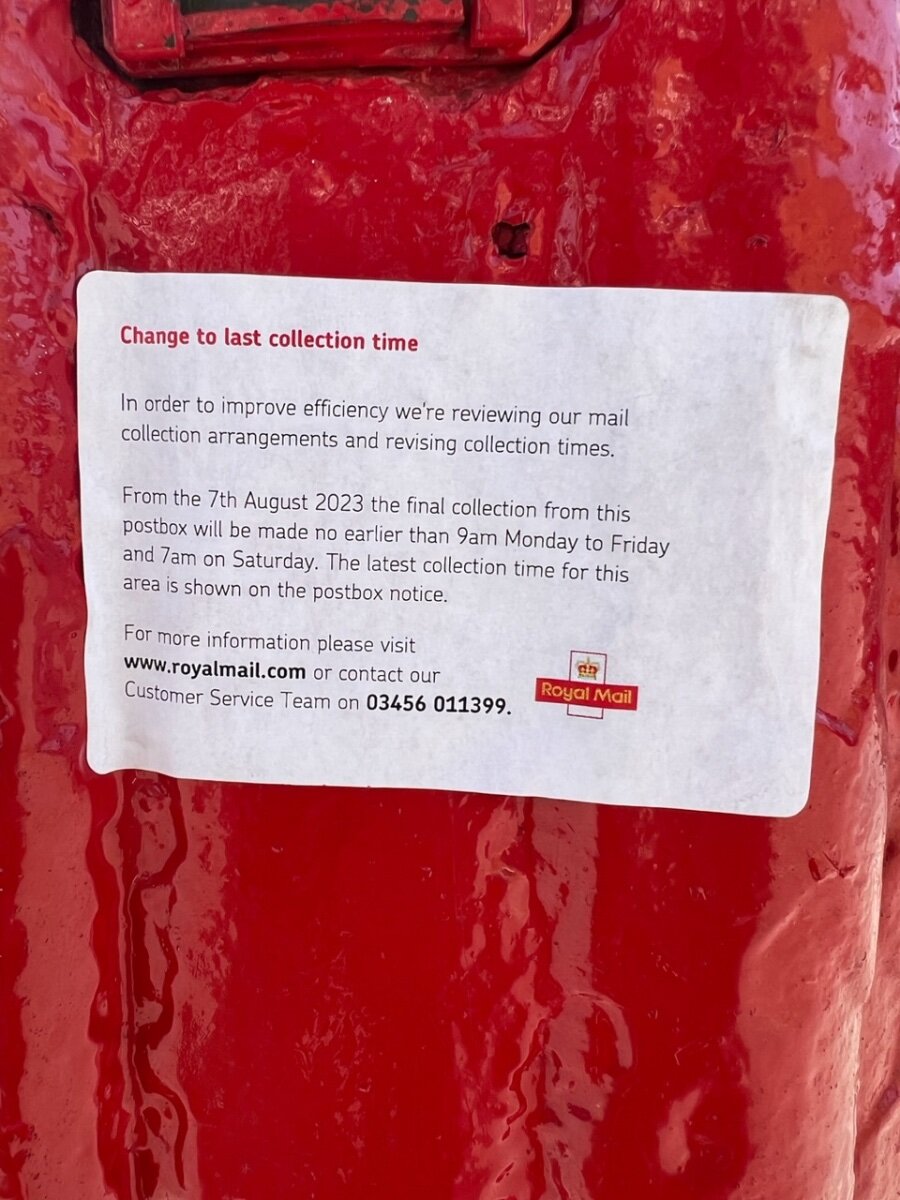 Change to last collection time
In order to improve efficiency we're reviewing our mail
collection arrangements and revising collection times.
From the 7th August 2023 the final collection from this
postbox will be made no earlier than 9am Monday to Friday
and 7am on Saturday. The latest collection time for this
area is shown on the postbox notice.
For more information please visit
www.royalmail.com or contact our
Customer Service Team on 03456 011399.
Royal Mail